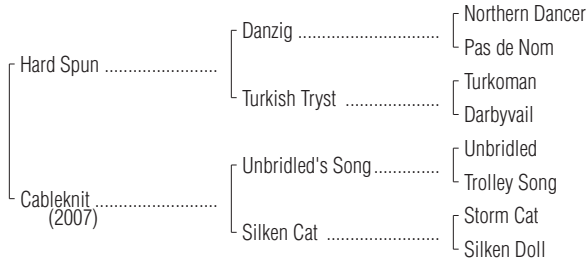 Northern Dancer
Danzig ................................
Pas de Nom
Hard Spun .........................
Turkoman
Turkish Tryst .....................
Darbyvail
Unbridled
Unbridled's Song...............
Trolley Song
Cableknit ...........................
(2007)
Storm Cat
Silken Cat .........................
Silken Doll